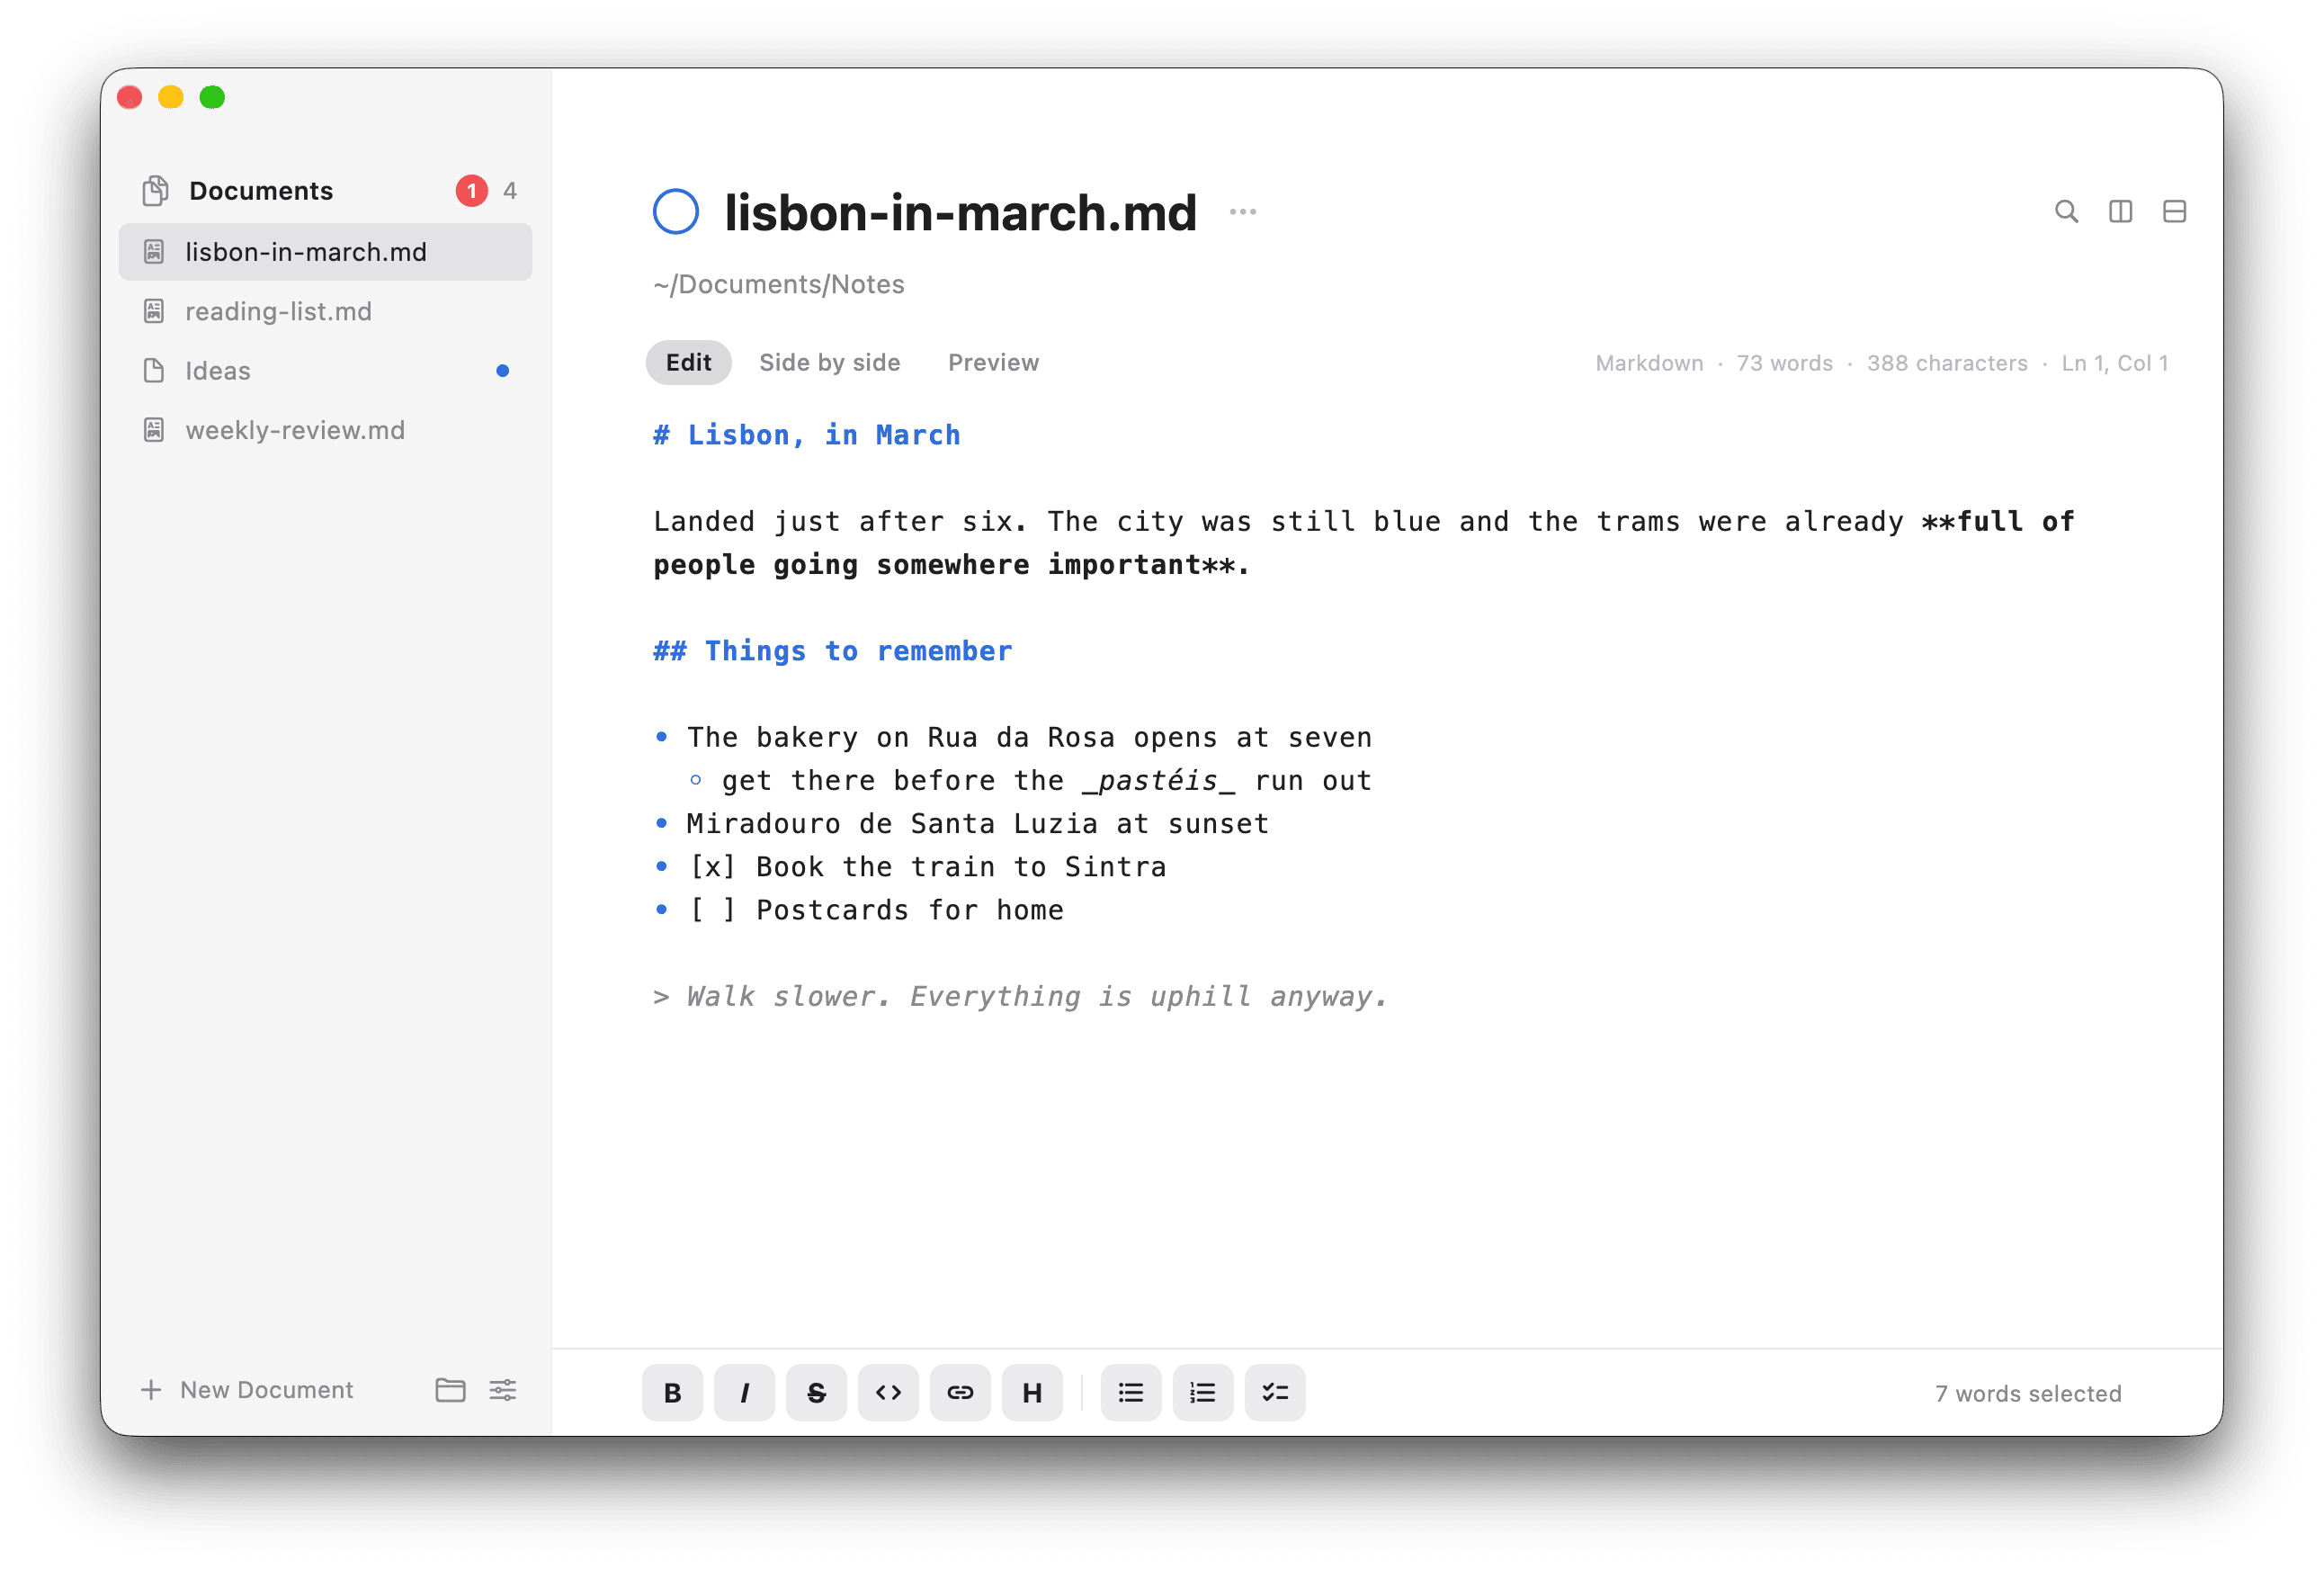 Documents 1 4
lisbon-in-march.md
reading-list.md
Ideas
weekly-review.md
New Document
lisbon-in-march.md
~/Documents/Notes
Edit Side by side Preview
Markdown · 73 words · 388 characters · Ln 1, Col 1
# Lisbon, in March
Landed just after six. The city was still blue and the trams were already **full of
people going somewhere important**.
## Things to remember
• The bakery on Rua da Rosa opens at seven
◦ get there before the _pastéis_ run out
• Miradouro de Santa Luzia at sunset
• [x] Book the train to Sintra
• [ ] Postcards for home
> Walk slower. Everything is uphill anyway.
B I S <> H
7 words selected